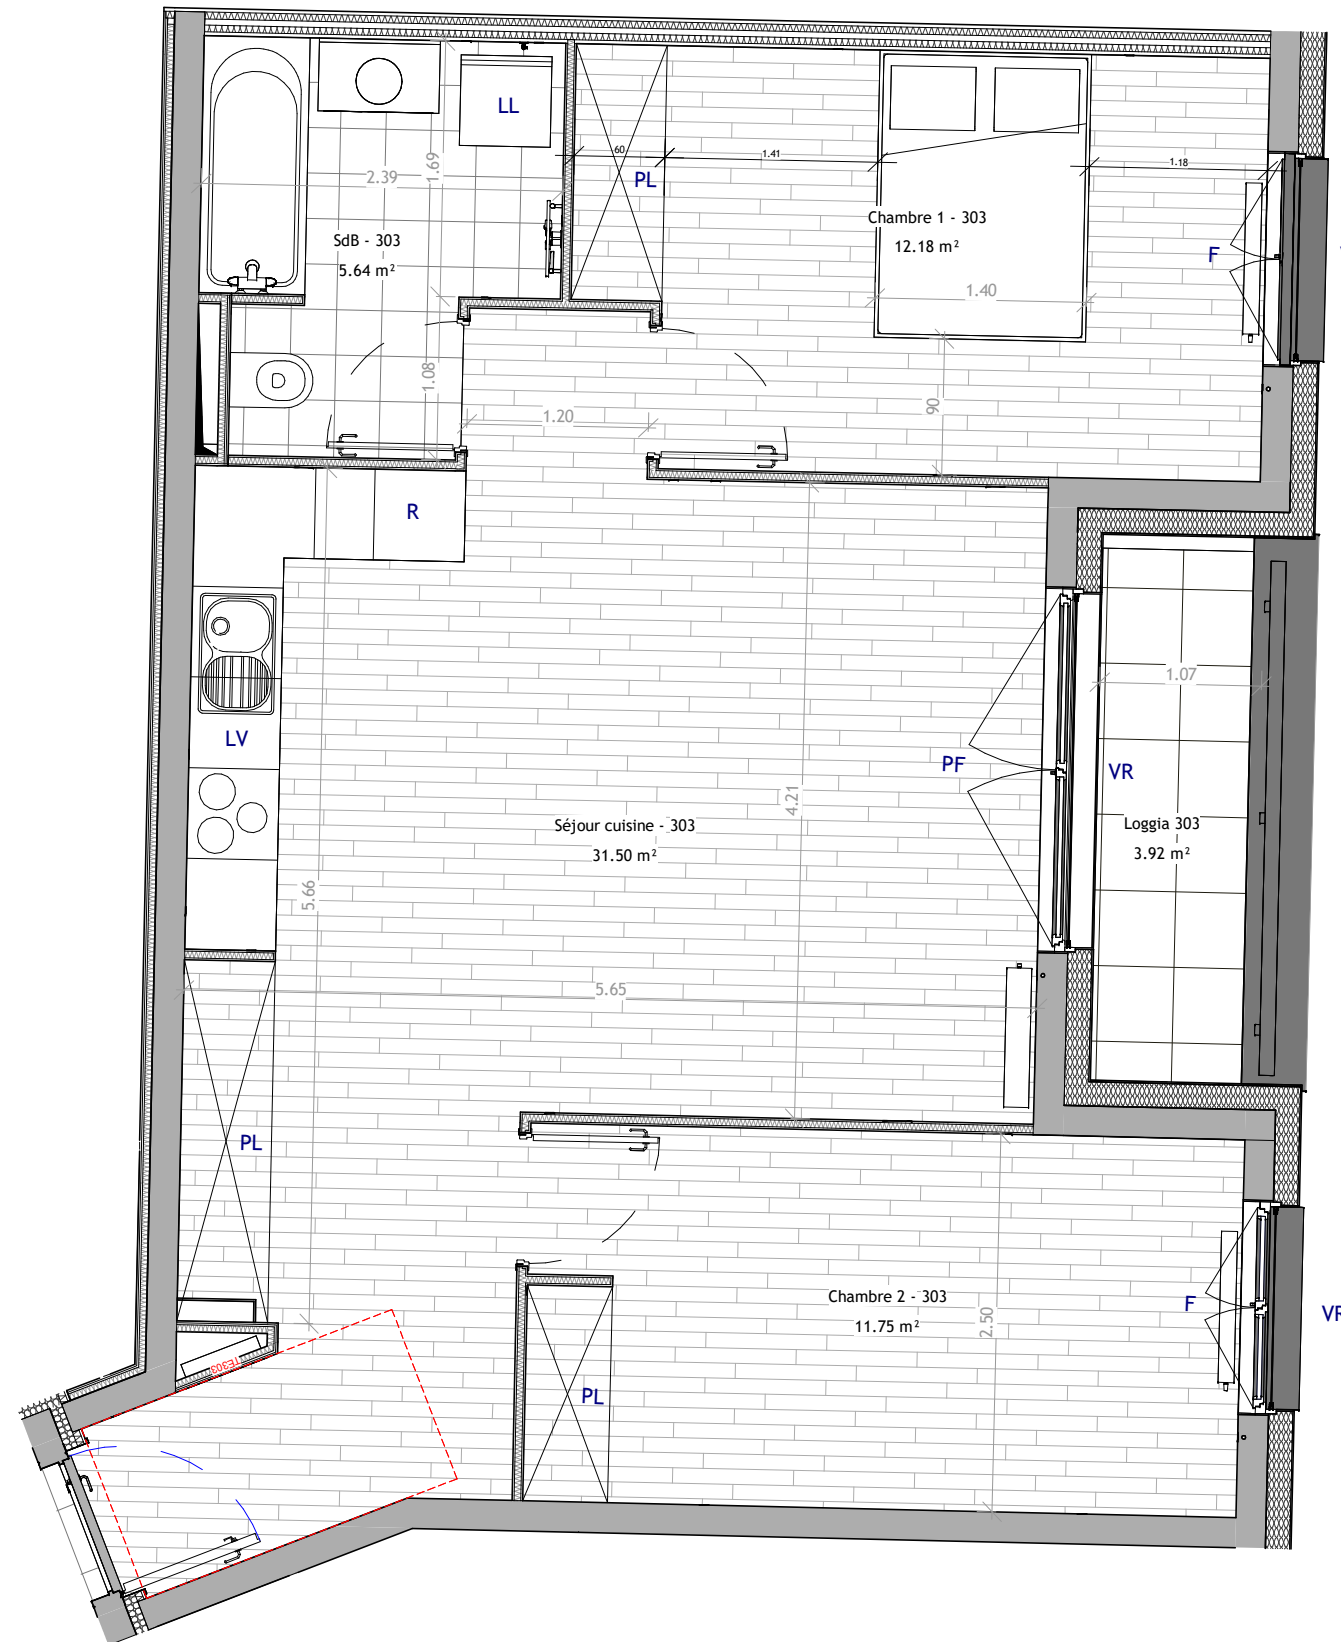 LL
1.69
2.39
SdB - 303
5.64 m²
60
PL
1.41
1.18
Chambre 1 - 303
12.18 m²
F
1.40
1.08
1.20
90
R
LV
PF
VR
1.07
4.21
Séjour cuisine - 303
31.50 m²
Loggia 303
3.92 m²
5.66
5.65
PL
Chambre 2 - 303
11.75 m²
2.50
F
VR
PL
TE303